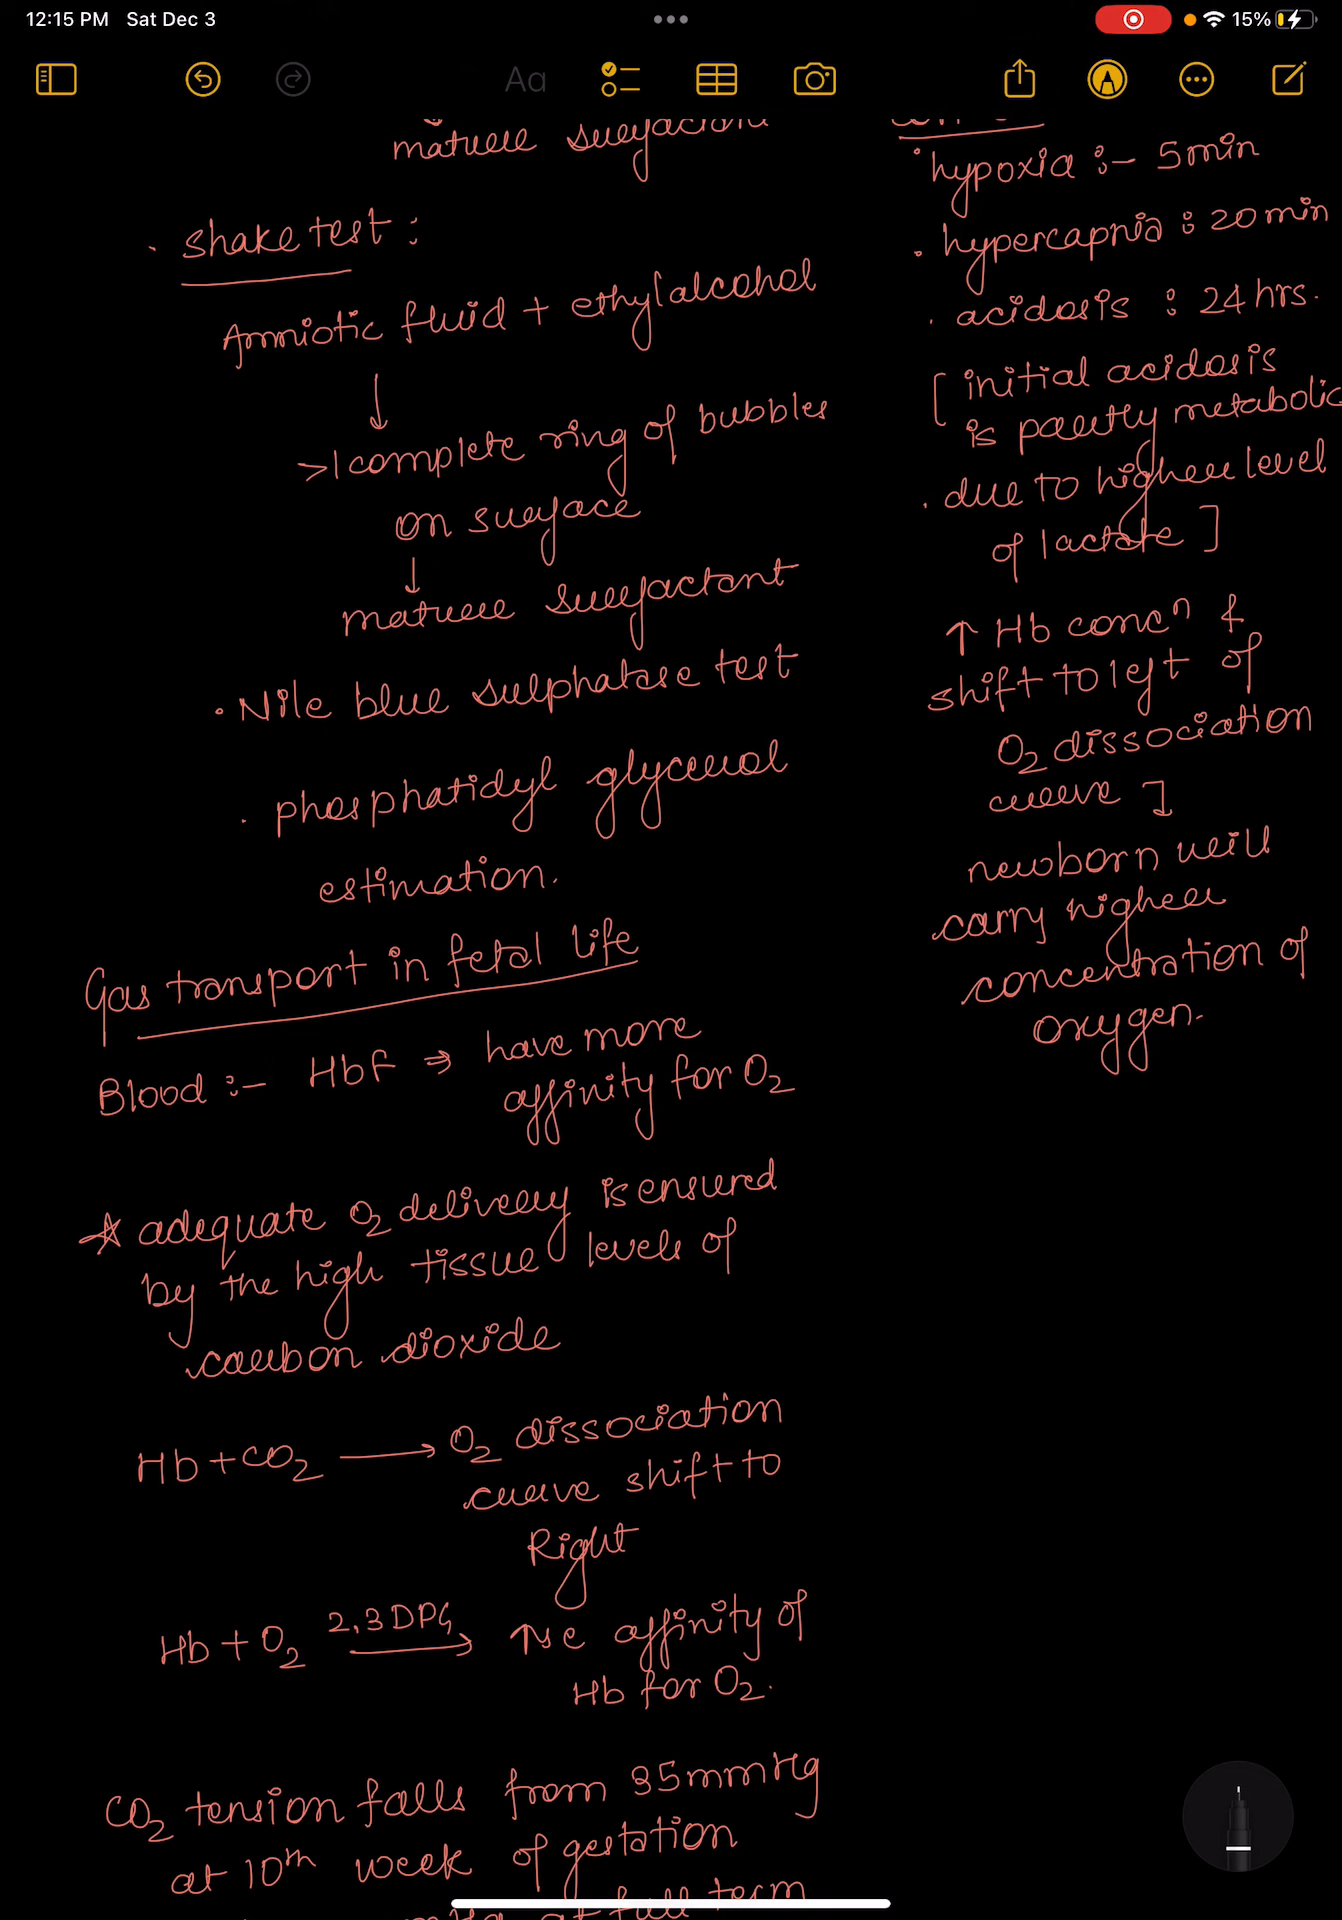 12:15 PM Sat Dec 3
15%
Aa
mature
• shake test :
Amniotic fluid + ethyl alcohol
↓
>1 complete ring of bubbles
on surface
↓
mature surfactant
• Nile blue sulphatase test
• phosphatidyl glycerol
estimation.
Gas transport in fetal life
Blood :- HbF ⇒ have more
affinity for O₂
☆ adequate O₂ delivery is ensured
by the high tissue levels of
carbon dioxide
Hb + CO₂ ⟶ O₂ dissociation
curve shift to
Right
Hb + O₂ 2,3 DPG ⟶ ↑se affinity of
Hb for O₂.
CO₂ tension falls from 35mmHg
at 10th week of gestation
at full term
• hypoxia :- 5min
• hypercapnia : 20min
• acidosis : 24 hrs.
[ initial acidosis
is partly metabolic
• due to higher level
of lactate ]
↑ Hb concⁿ &
shift to left of
O₂ dissociation
curve ]
newborn will
carry higher
concentration of
oxygen.